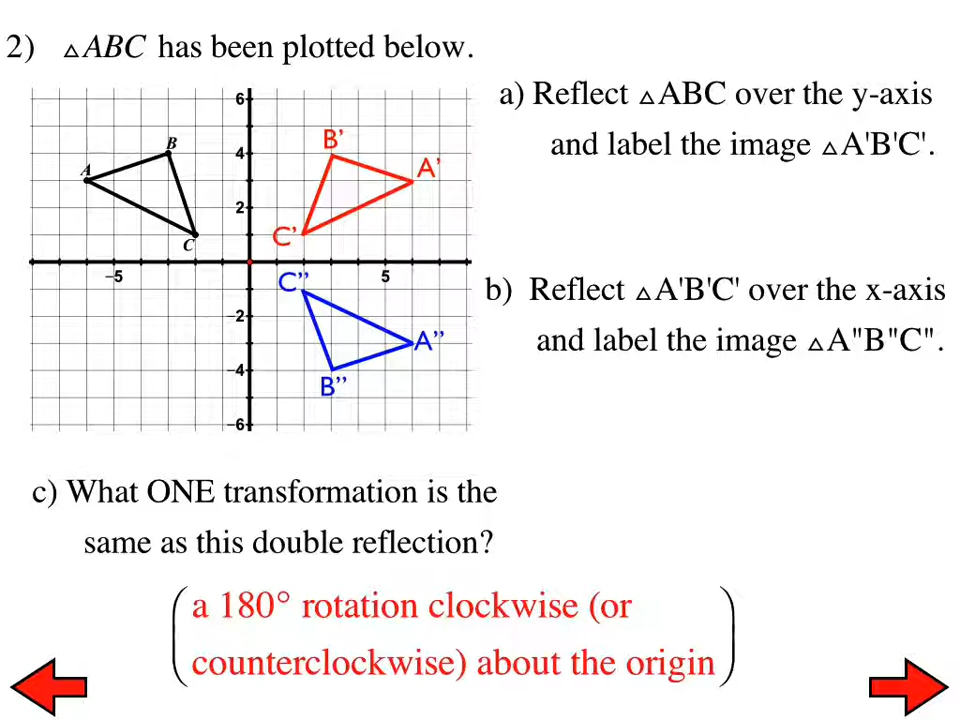 2) △ABC has been plotted below.
a) Reflect △ABC over the y-axis
and label the image △A'B'C'.
6
B
B'
4
A
A'
2
C
C'
−5
5
C''
b) Reflect △A'B'C' over the x-axis
and label the image △A"B"C".
−2
A''
−4
B''
−6
c) What ONE transformation is the
same as this double reflection?
a 180° rotation clockwise (or
counterclockwise) about the origin